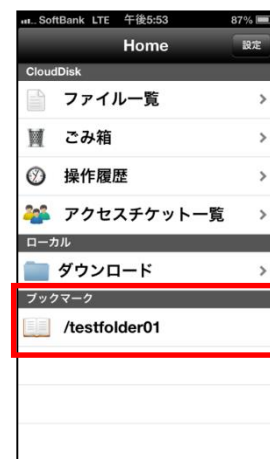 SoftBank LTE 午後5:53 87%
Home 設定
CloudDisk
ファイル一覧
ごみ箱
操作履歴
アクセスチケット一覧
ローカル
ダウンロード
ブックマーク
/testfolder01